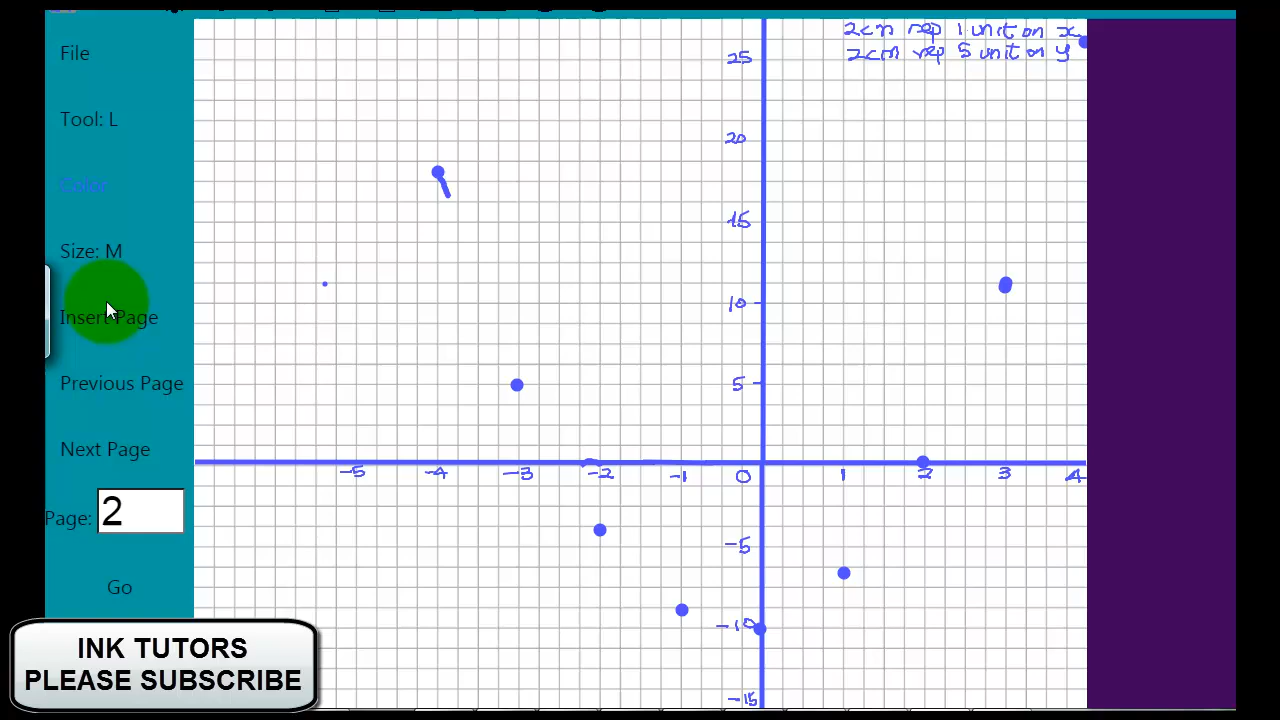 File
Tool: L
Color
Size: M
Insert Page
Previous Page
Next Page
Page: 2
Go
INK TUTORS
PLEASE SUBSCRIBE
2cm rep 1 unit on x
2cm rep 5 unit on y
25
20
15
10
5
-5 -4 -3 -2 -1 0 1 2 3 4
-5
-10
-15